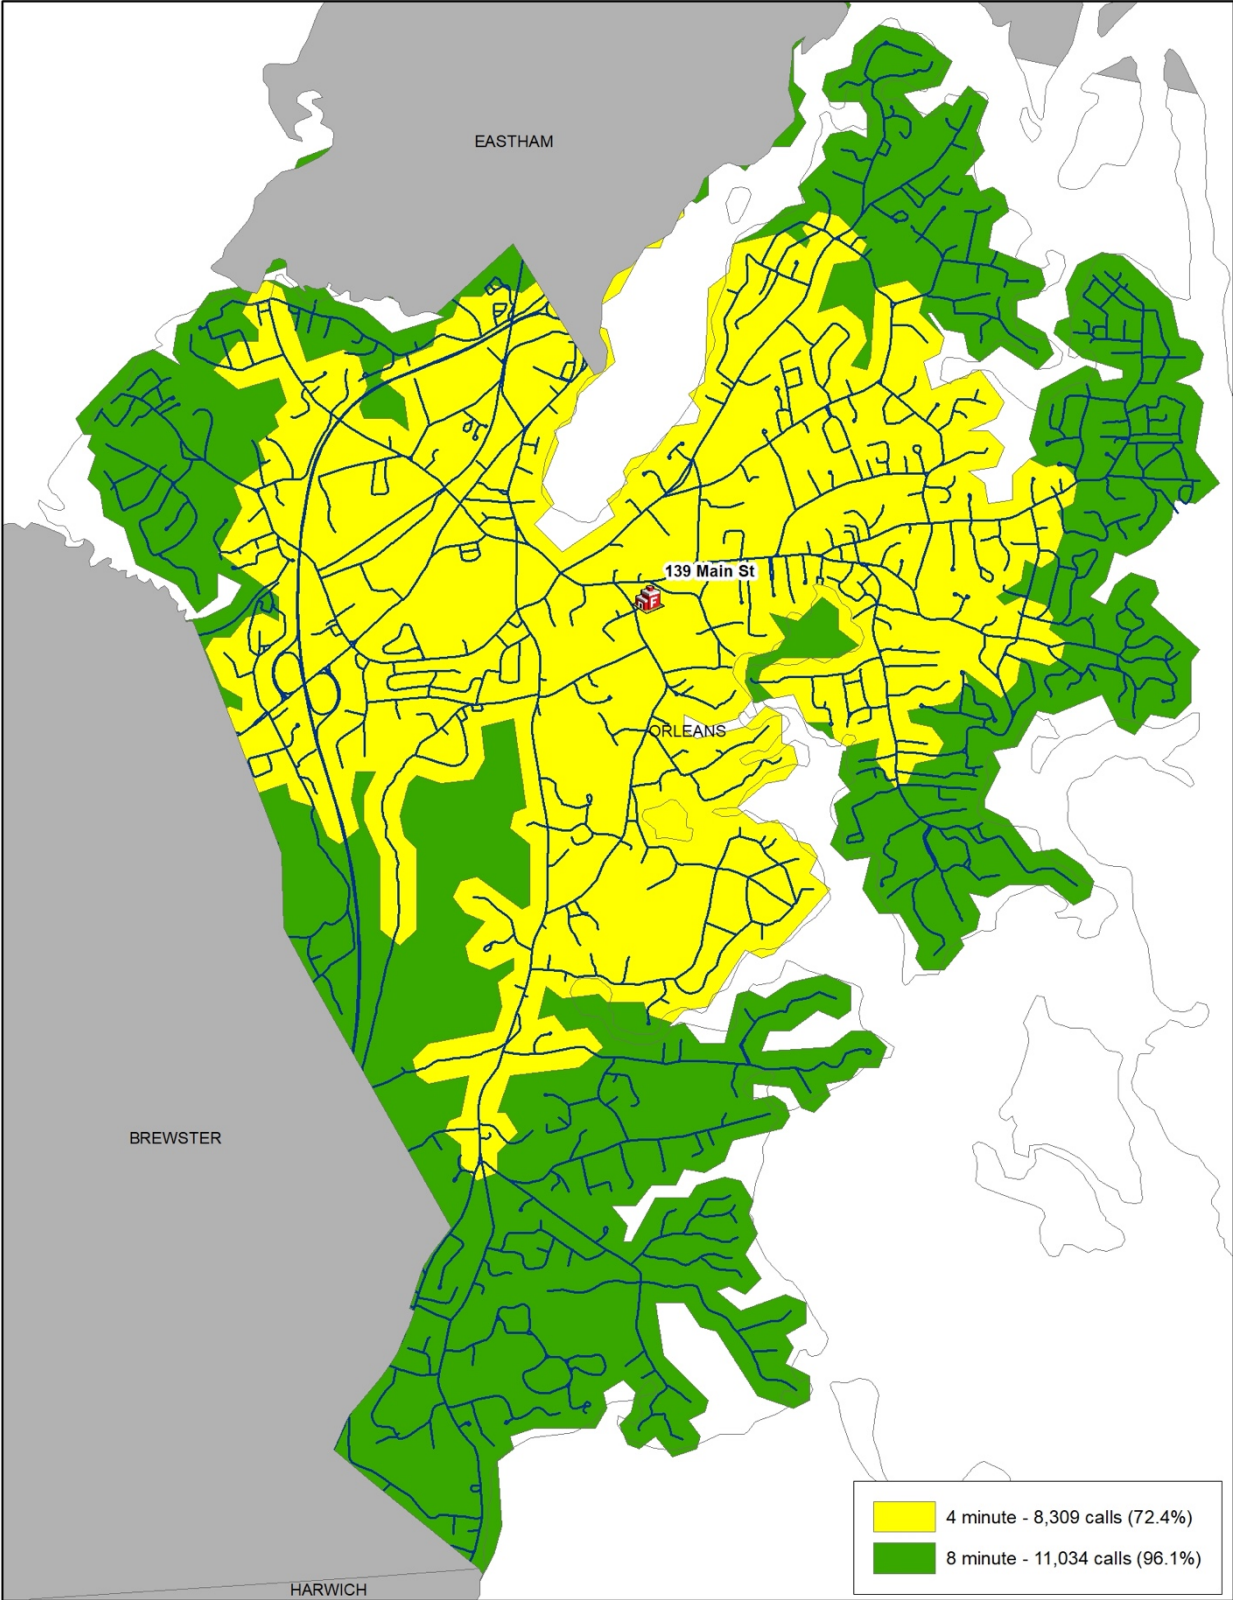 EASTHAM
139 Main St
F
ORLEANS
BREWSTER
4 minute - 8,309 calls (72.4%)
8 minute - 11,034 calls (96.1%)
HARWICH